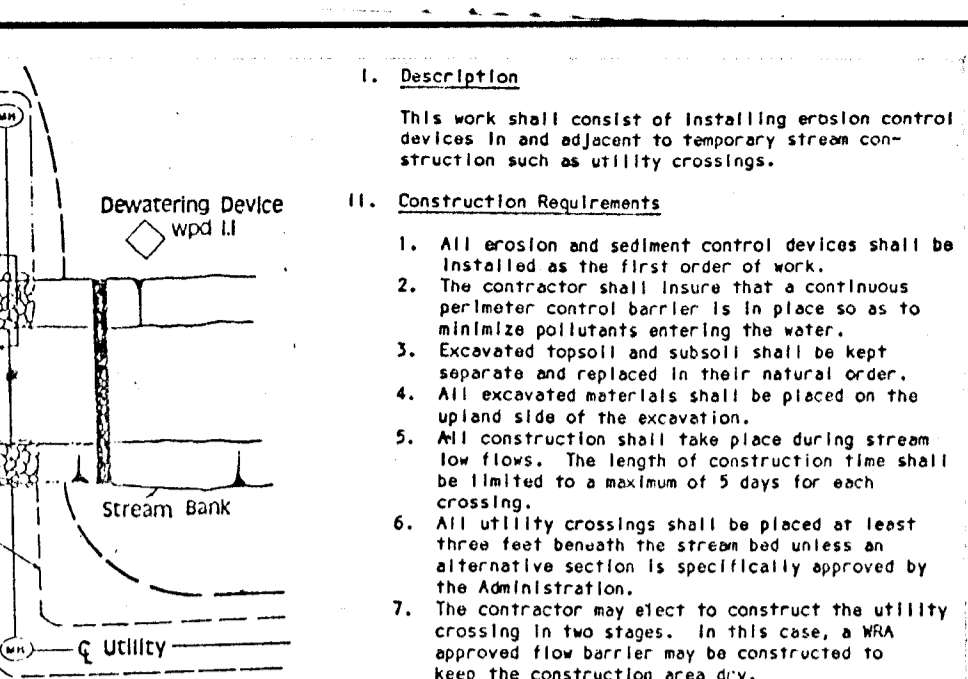 I. Description
This work shall consist of installing erosion control
devices in and adjacent to temporary stream con-
struction such as utility crossings.
II. Construction Requirements
1. All erosion and sediment control devices shall be
installed as the first order of work.
2. The contractor shall insure that a continuous
perimeter control barrier is in place so as to
minimize pollutants entering the water.
3. Excavated topsoil and subsoil shall be kept
separate and replaced in their natural order.
4. All excavated materials shall be placed on the
upland side of the excavation.
5. All construction shall take place during stream
low flows. The length of construction time shall
be limited to a maximum of 5 days for each
crossing.
6. All utility crossings shall be placed at least
three feet beneath the stream bed unless an
alternative section is specifically approved by
the Administration.
7. The contractor may elect to construct the utility
crossing in two stages. In this case, a WRA
approved flow barrier may be constructed to
keep the construction area dry.
MH
Dewatering Device
wpd 1.1
Stream Bank
MH
℄ Utility